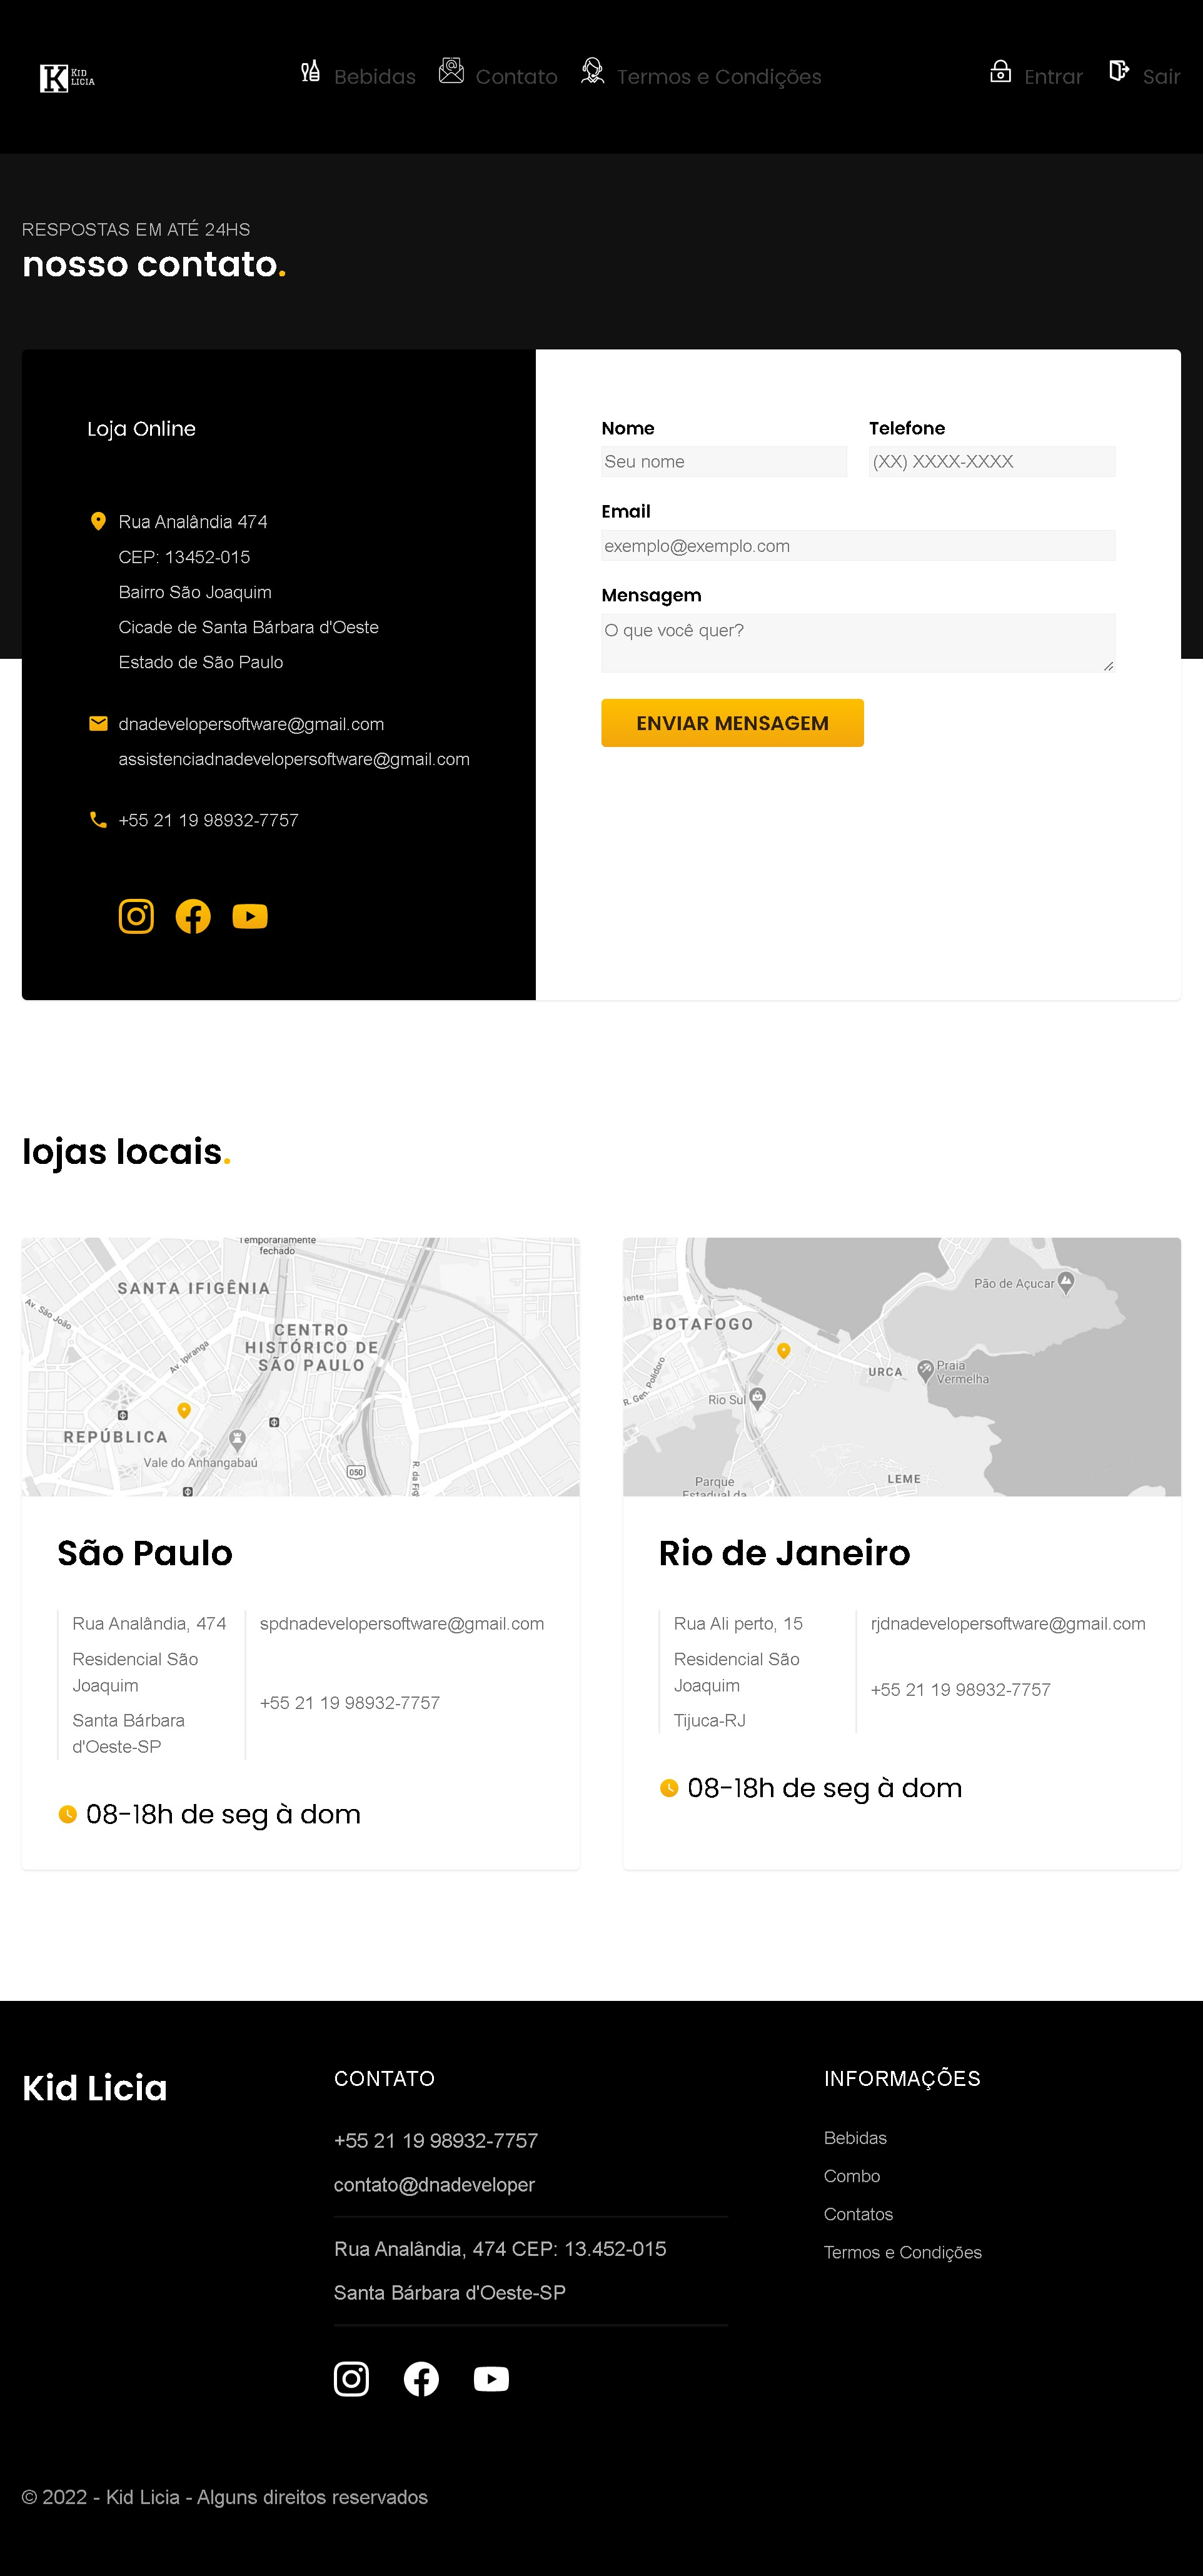 KID
LICIA
Bebidas
Contato
Termos e Condições
Entrar
Sair
RESPOSTAS EM ATÉ 24HS
nosso contato.
Loja Online
Rua Analândia 474
CEP: 13452-015
Bairro São Joaquim
Cicade de Santa Bárbara d'Oeste
Estado de São Paulo
dnadevelopersoftware@gmail.com
assistenciadnadevelopersoftware@gmail.com
+55 21 19 98932-7757
Nome
Telefone
Seu nome
(XX) XXXX-XXXX
Email
exemplo@exemplo.com
Mensagem
O que você quer?
ENVIAR MENSAGEM
lojas locais.
Temporariamente
fechado
SANTA IFIGÊNIA
Av. São João
CENTRO
HISTÓRICO DE
SÃO PAULO
Av. Ipiranga
REPÚBLICA
Vale do Anhangabaú
050
R. da Fig
Pão de Açucar
mente
BOTAFOGO
URCA
Praia
Vermelha
R. Gen. Polidoro
Rio Sul
LEME
Parque
Estadual da
São Paulo
Rua Analândia, 474
Residencial São
Joaquim
Santa Bárbara
d'Oeste-SP
spdnadevelopersoftware@gmail.com
+55 21 19 98932-7757
08-18h de seg à dom
Rio de Janeiro
Rua Ali perto, 15
Residencial São
Joaquim
Tijuca-RJ
rjdnadevelopersoftware@gmail.com
+55 21 19 98932-7757
08-18h de seg à dom
Kid Licia
CONTATO
+55 21 19 98932-7757
contato@dnadeveloper
Rua Analândia, 474 CEP: 13.452-015
Santa Bárbara d'Oeste-SP
INFORMAÇÕES
Bebidas
Combo
Contatos
Termos e Condições
© 2022 - Kid Licia - Alguns direitos reservados